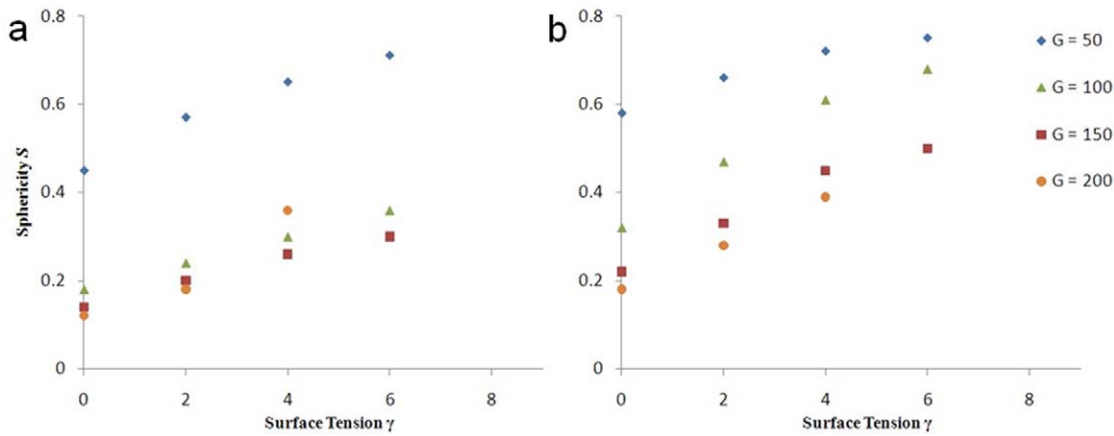 a
0.8
0.6
0.4
0.2
0
0 2 4 6 8
Sphericity S
Surface Tension γ
b
0.8
0.6
0.4
0.2
0
0 2 4 6 8
Surface Tension γ
G = 50
G = 100
G = 150
G = 200